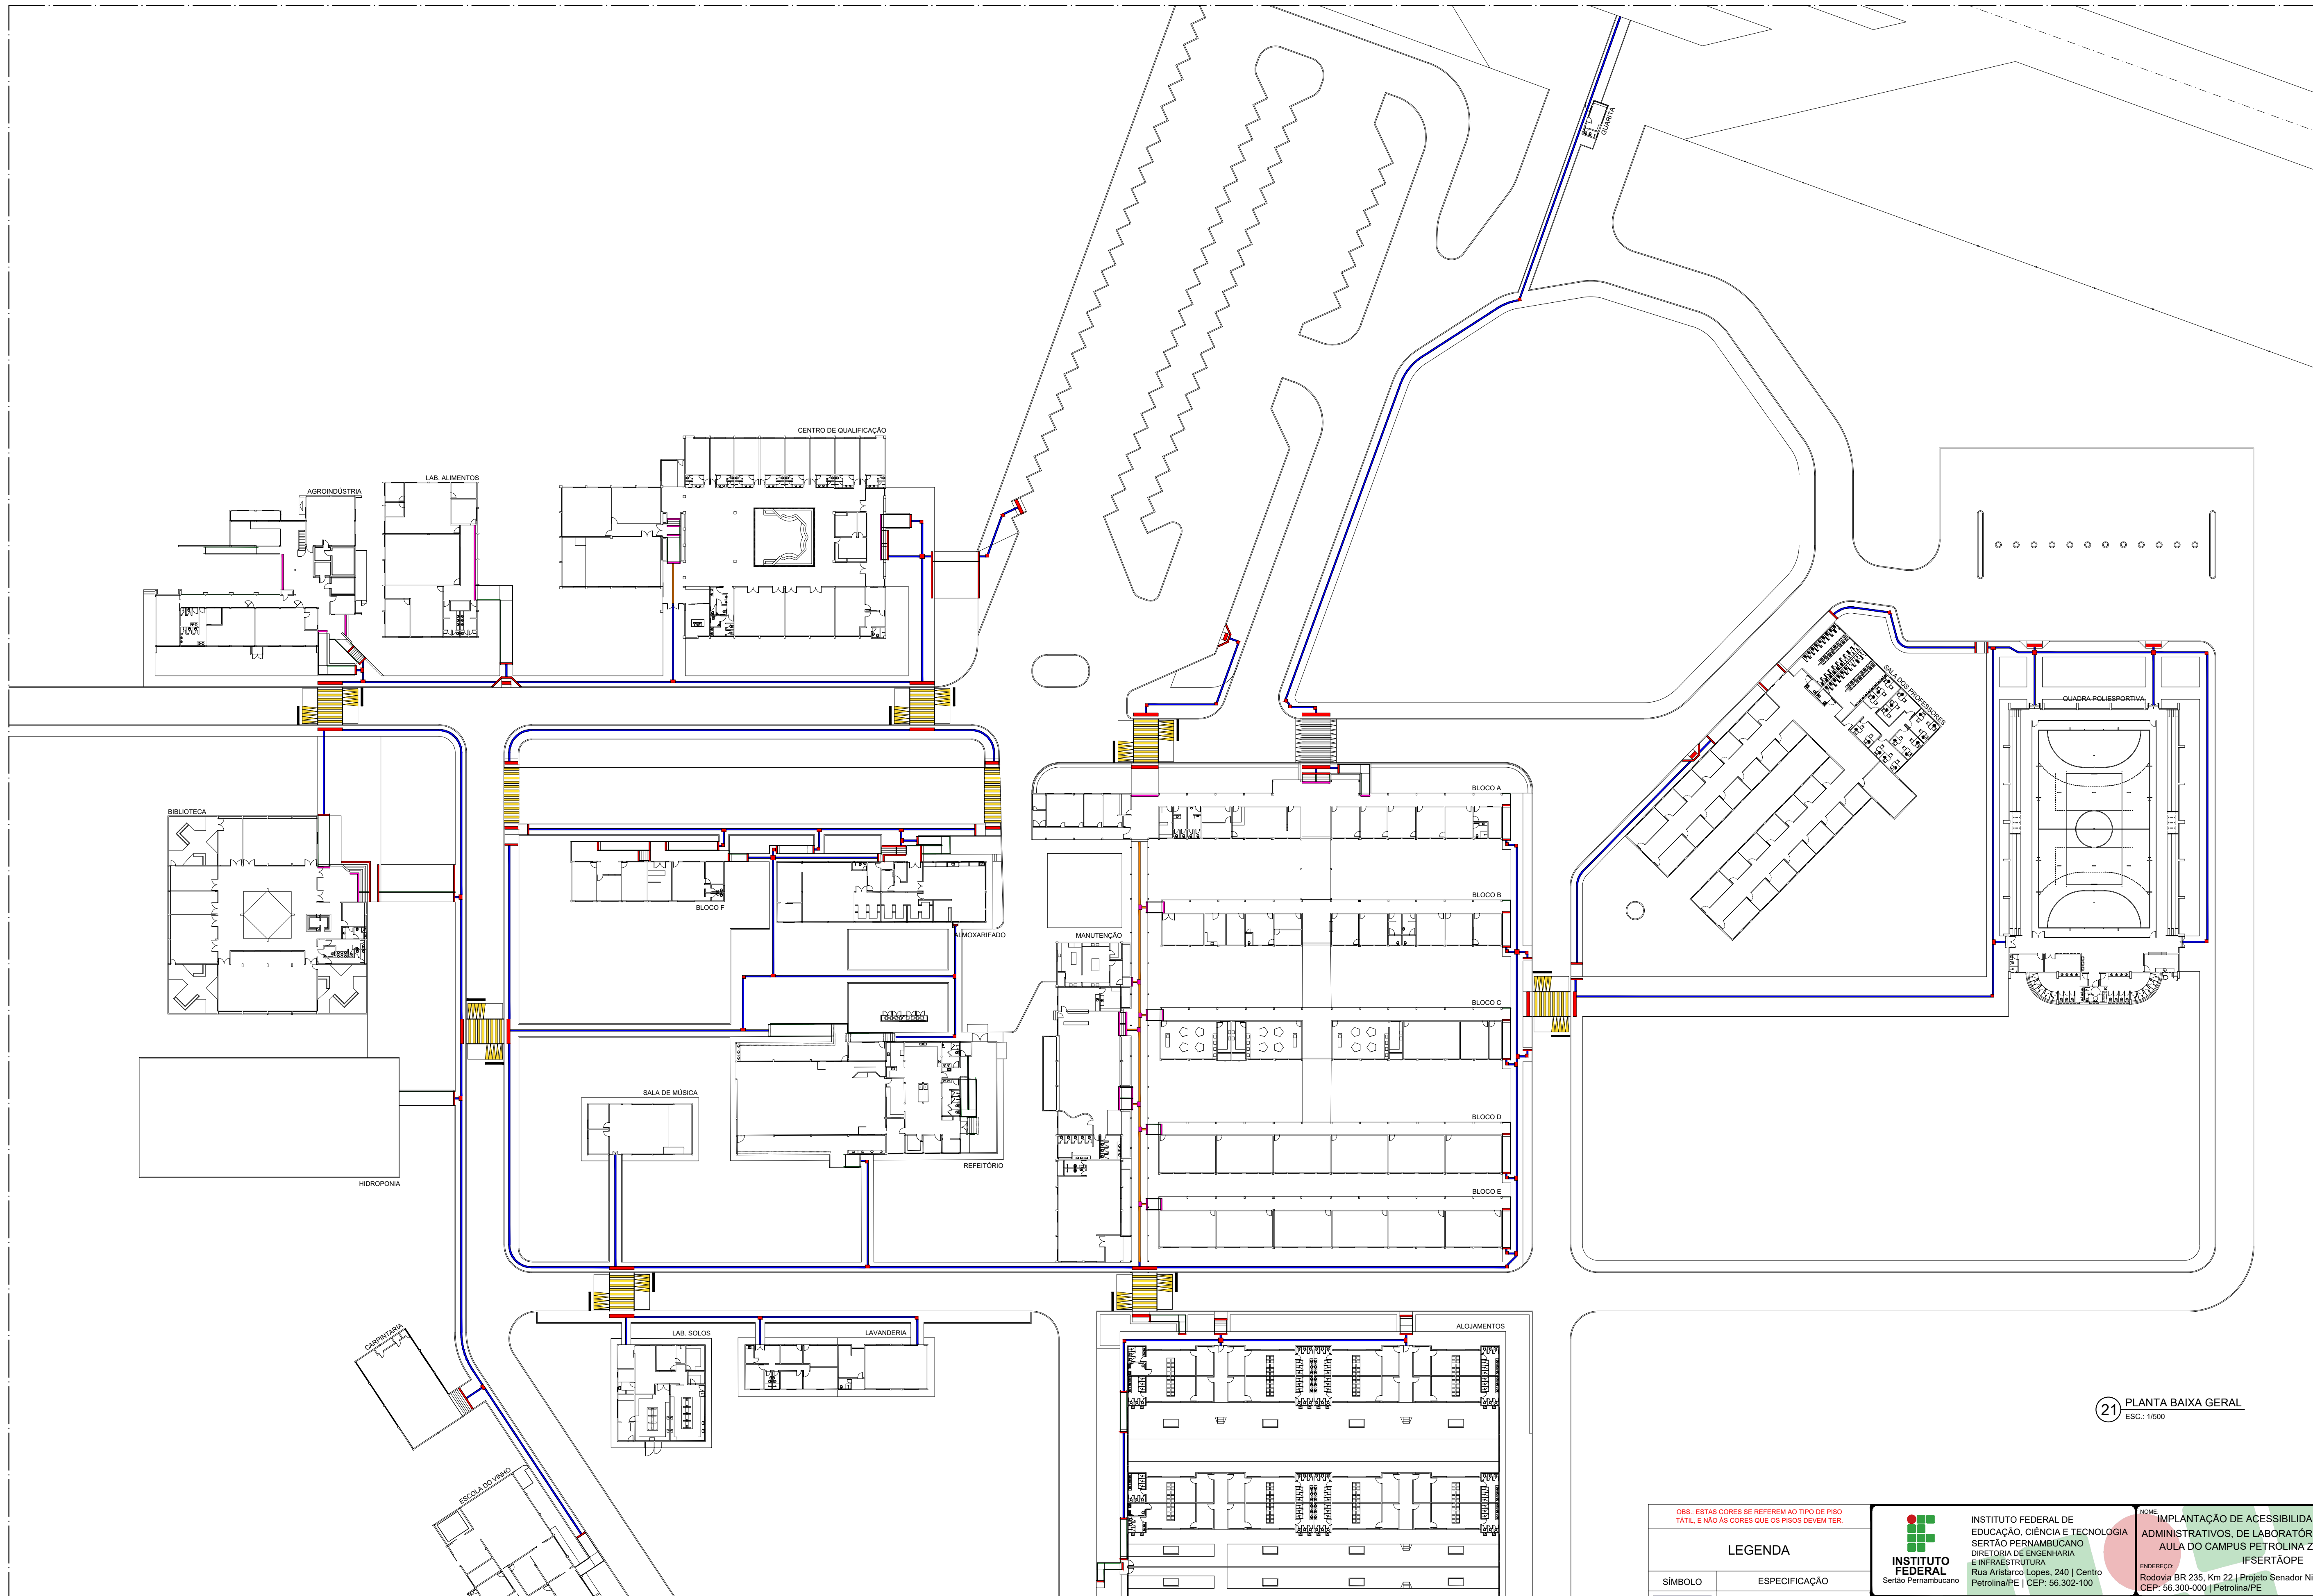 GUARITA
CENTRO DE QUALIFICAÇÃO
LAB. ALIMENTOS
AGROINDÚSTRIA
SALA DOS PROFESSORES
QUADRA POLIESPORTIVA
BLOCO A
BIBLIOTECA
BLOCO B
BLOCO F
ALMOXARIFADO
MANUTENÇÃO
BLOCO C
SALA DE MÚSICA
BLOCO D
REFEITÓRIO
HIDROPONIA
BLOCO E
CARPINTARIA
LAB. SOLOS
LAVANDERIA
ALOJAMENTOS
ESCOLA DO VINHO
21 PLANTA BAIXA GERAL
ESC.: 1/500
OBS.: ESTAS CORES SE REFEREM AO TIPO DE PISO
TÁTIL, E NÃO ÀS CORES QUE OS PISOS DEVEM TER.
LEGENDA
SÍMBOLO ESPECIFICAÇÃO
INSTITUTO
FEDERAL
Sertão Pernambucano
INSTITUTO FEDERAL DE
EDUCAÇÃO, CIÊNCIA E TECNOLOGIA
SERTÃO PERNAMBUCANO
DIRETORIA DE ENGENHARIA
E INFRAESTRUTURA
Rua Aristarco Lopes, 240 | Centro
Petrolina/PE | CEP: 56.302-100
NOME:
IMPLANTAÇÃO DE ACESSIBILIDA
ADMINISTRATIVOS, DE LABORATÓR
AULA DO CAMPUS PETROLINA Z
IFSERTÃOPE
ENDEREÇO:
Rodovia BR 235, Km 22 | Projeto Senador Ni
CEP: 56.300-000 | Petrolina/PE